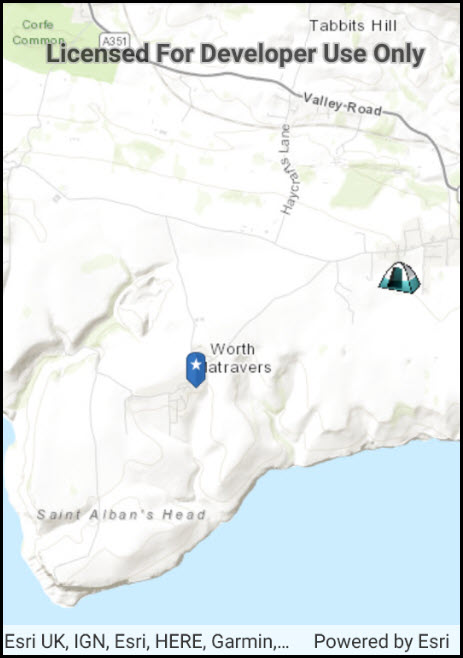 Corfe
Common
Tabbits Hill
A351
Licensed For Developer Use Only
Valley Road
Haycrafts Lane
Worth
Matravers
Saint Alban's Head
Esri UK, IGN, Esri, HERE, Garmin,... Powered by Esri